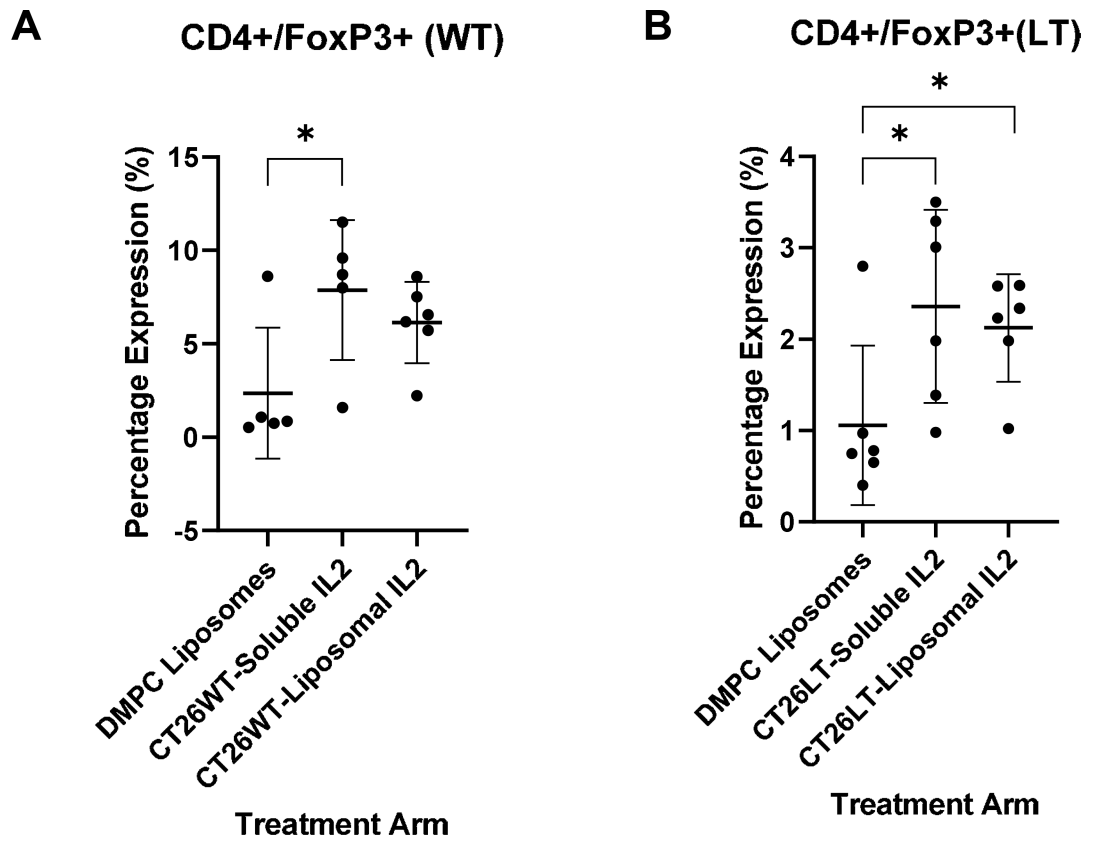 A
CD4+/FoxP3+ (WT)
*
Percentage Expression (%)
15
10
5
0
-5
DMPC Liposomes
CT26WT-Soluble IL2
CT26WT-Liposomal IL2
Treatment Arm
B
CD4+/FoxP3+(LT)
*
*
Percentage Expression (%)
4
3
2
1
0
DMPC Liposomes
CT26LT-Soluble IL2
CT26LT-Liposomal IL2
Treatment Arm